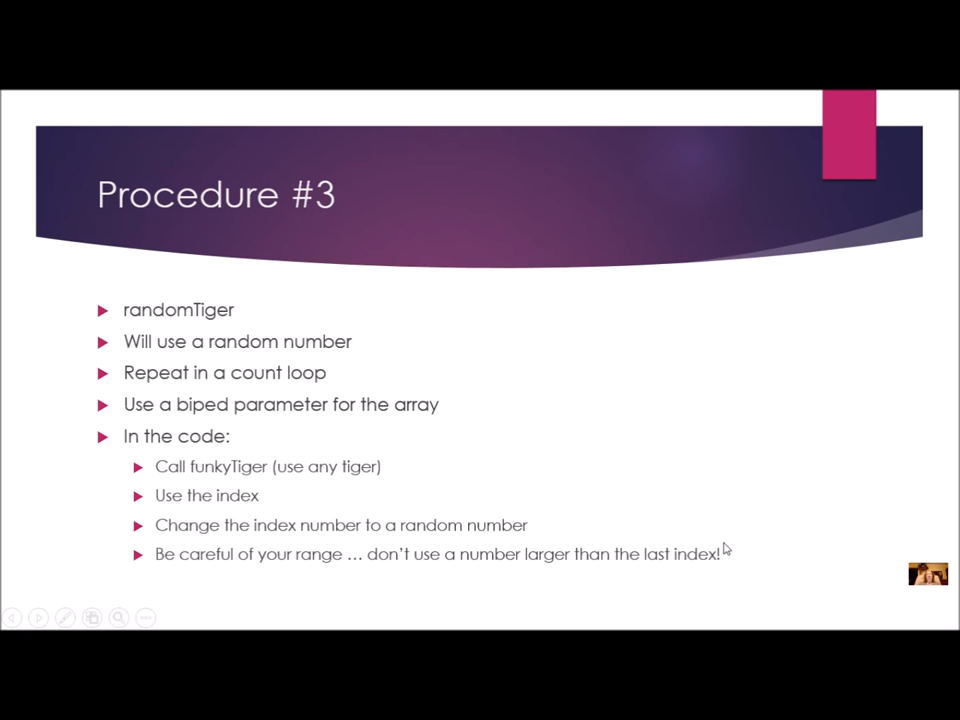 Procedure #3
randomTiger
Will use a random number
Repeat in a count loop
Use a biped parameter for the array
In the code:
Call funkyTiger (use any tiger)
Use the index
Change the index number to a random number
Be careful of your range … don't use a number larger than the last index!